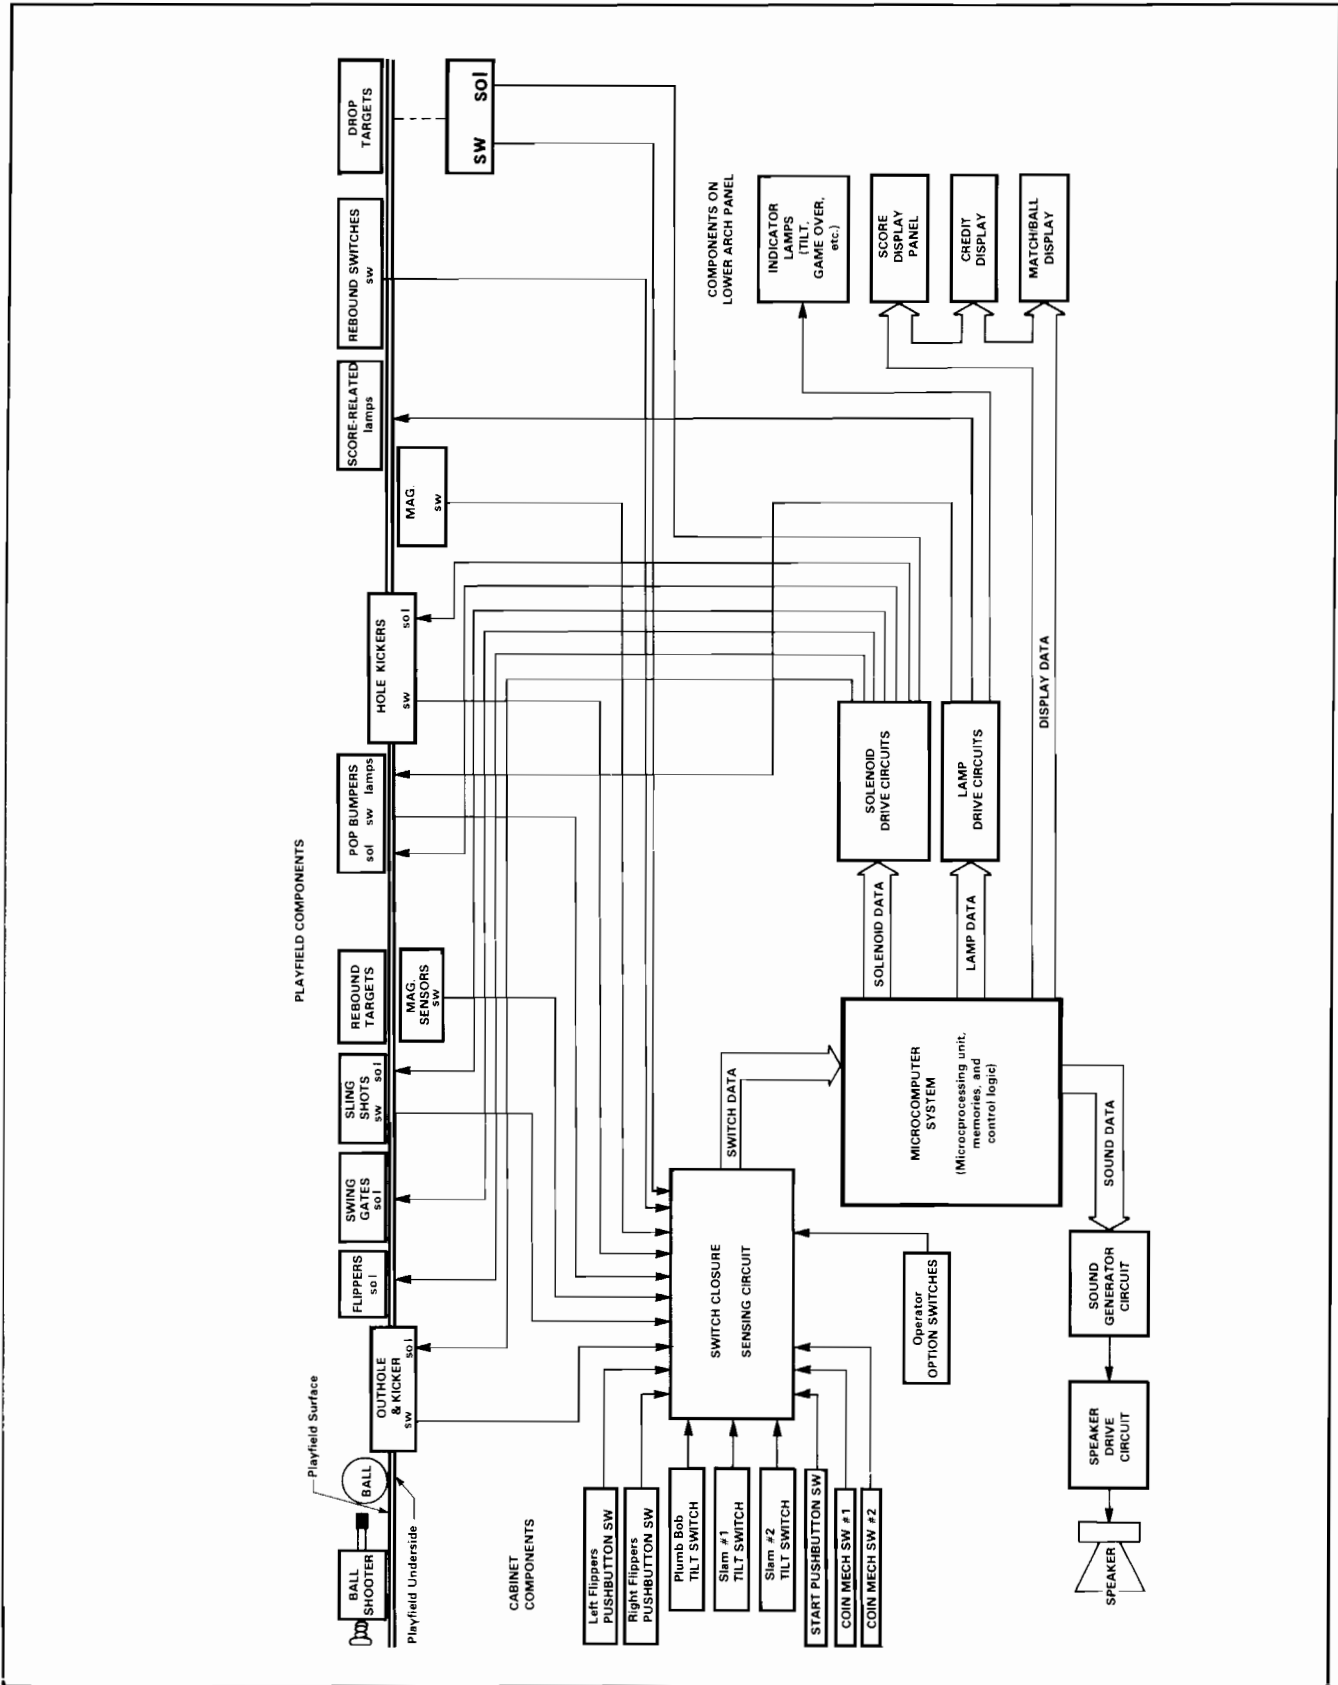 PLAYFIELD COMPONENTS
BALL
SHOOTER
BALL
Playfield Surface
Playfield Underside
OUTHOLE
& KICKER
sw sol
FLIPPERS
sol
SWING
GATES
sol
SLING
SHOTS
sw sol
REBOUND
TARGETS
MAG.
SENSORS
sw
POP BUMPERS
sol sw lamps
HOLE KICKERS
sw sol
MAG.
sw
SCORE-RELATED
lamps
REBOUND SWITCHES
sw
DROP
TARGETS
sw sol
CABINET
COMPONENTS
Left Flippers
PUSHBUTTON SW
Right Flippers
PUSHBUTTON SW
Plumb Bob
TILT SWITCH
Slam #1
TILT SWITCH
Slam #2
TILT SWITCH
START PUSHBUTTON SW
COIN MECH SW #1
COIN MECH SW #2
SWITCH CLOSURE
SENSING CIRCUIT
Operator
OPTION SWITCHES
SWITCH DATA
MICROCOMPUTER
SYSTEM
(Microcprocessing unit,
memories, and
control logic)
SOLENOID DATA
LAMP DATA
SOLENOID
DRIVE CIRCUITS
LAMP
DRIVE CIRCUITS
DISPLAY DATA
COMPONENTS ON
LOWER ARCH PANEL
INDICATOR
LAMPS
(TILT,
GAME OVER,
etc.)
SCORE
DISPLAY
PANEL
CREDIT
DISPLAY
MATCH/BALL
DISPLAY
SOUND DATA
SOUND
GENERATOR
CIRCUIT
SPEAKER
DRIVE
CIRCUIT
SPEAKER